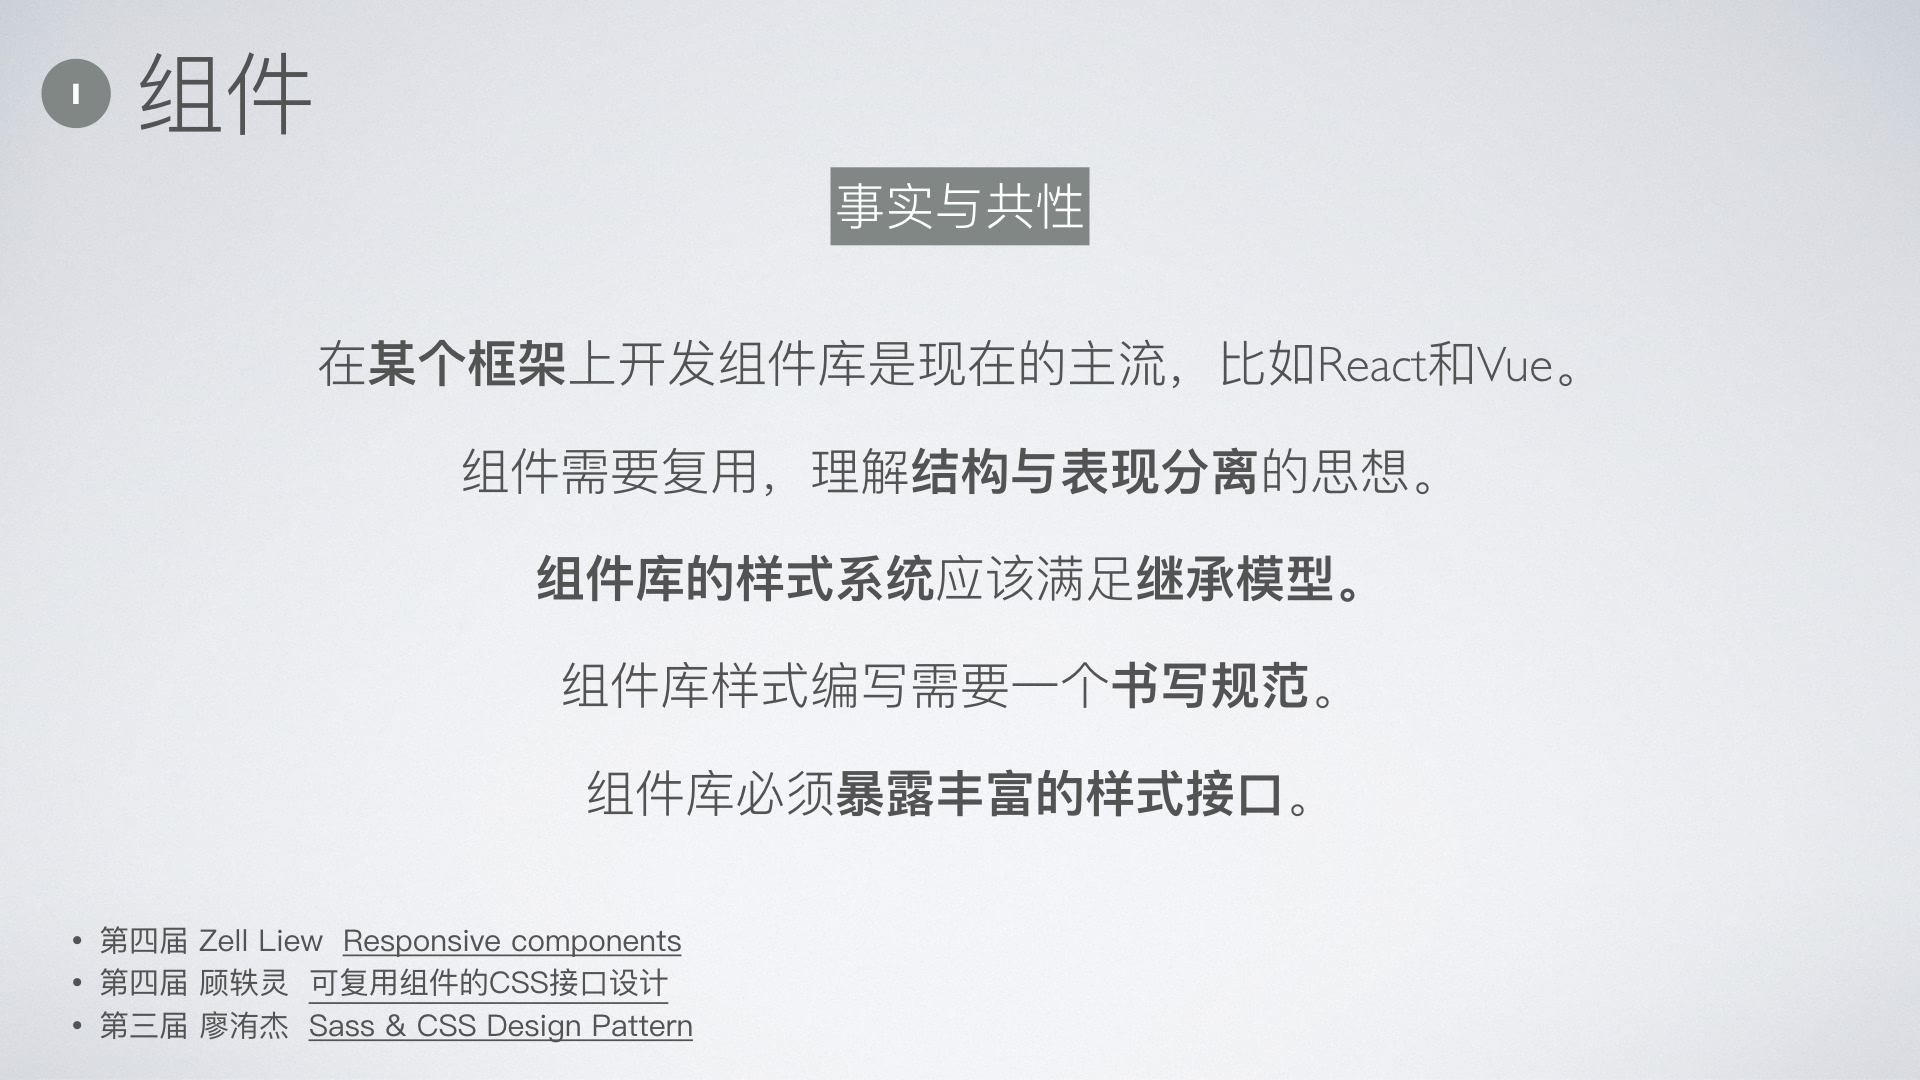 I 组件
事实与共性
在某个框架上开发组件库是现在的主流，比如React和Vue。
组件需要复用，理解结构与表现分离的思想。
组件库的样式系统应该满足继承模型。
组件库样式编写需要一个书写规范。
组件库必须暴露丰富的样式接口。
• 第四届 Zell Liew Responsive components
• 第四届 顾轶灵 可复用组件的CSS接口设计
• 第三届 廖洧杰 Sass & CSS Design Pattern